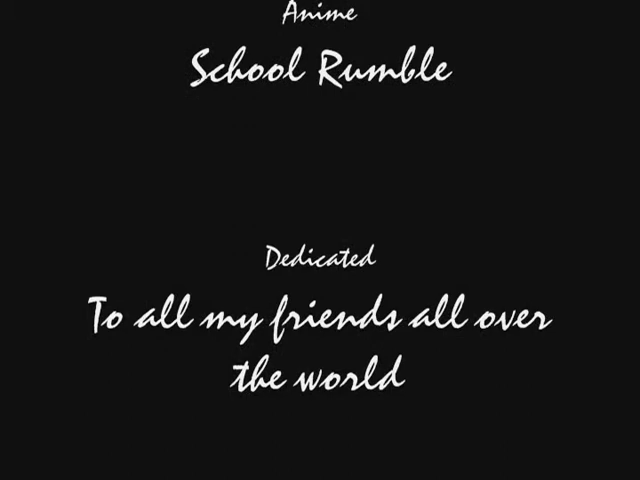 Anime
School Rumble
Dedicated
To all my friends all over
the world